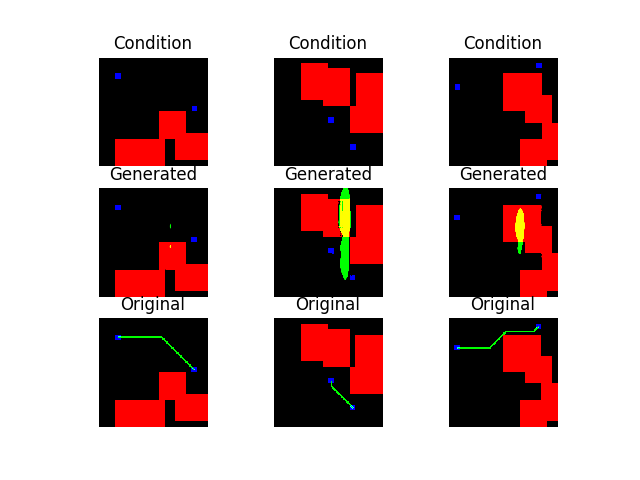 Condition Condition Condition
Generated Generated Generated
Original Original Original